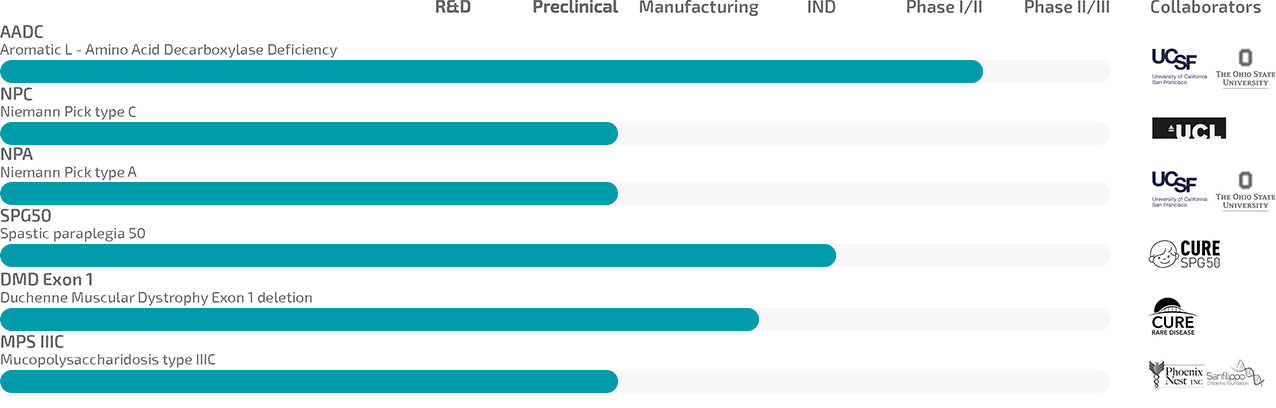 R&D Preclinical Manufacturing IND Phase I/II Phase II/III Collaborators
AADC
Aromatic L - Amino Acid Decarboxylase Deficiency
UCSF
University of California
San Francisco
THE OHIO STATE
UNIVERSITY
NPC
Niemann Pick type C
UCL
NPA
Niemann Pick type A
UCSF
University of California
San Francisco
THE OHIO STATE
UNIVERSITY
SPG50
Spastic paraplegia 50
CURE
SPG50
DMD Exon 1
Duchenne Muscular Dystrophy Exon 1 deletion
CURE
RARE DISEASE
MPS IIIC
Mucopolysaccharidosis type IIIC
Phoenix
Nest INC
Sanfilippo
Children's Foundation